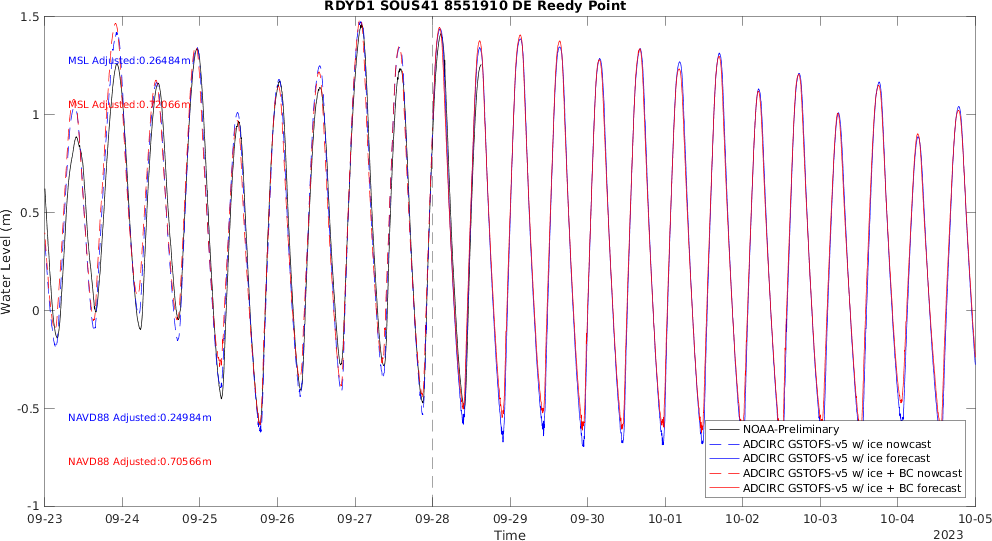 RDYD1 SOUS41 8551910 DE Reedy Point
1.5
1
0.5
0
-0.5
-1
Water Level (m)
MSL Adjusted:0.26484m
MSL Adjusted:0.12066m
NAVD88 Adjusted:0.24984m
NAVD88 Adjusted:0.70566m
NOAA-Preliminary
ADCIRC GSTOFS-v5 w/ ice nowcast
ADCIRC GSTOFS-v5 w/ ice forecast
ADCIRC GSTOFS-v5 w/ ice + BC nowcast
ADCIRC GSTOFS-v5 w/ ice + BC forecast
09-23 09-24 09-25 09-26 09-27 09-28 09-29 09-30 10-01 10-02 10-03 10-04 10-05
Time
2023